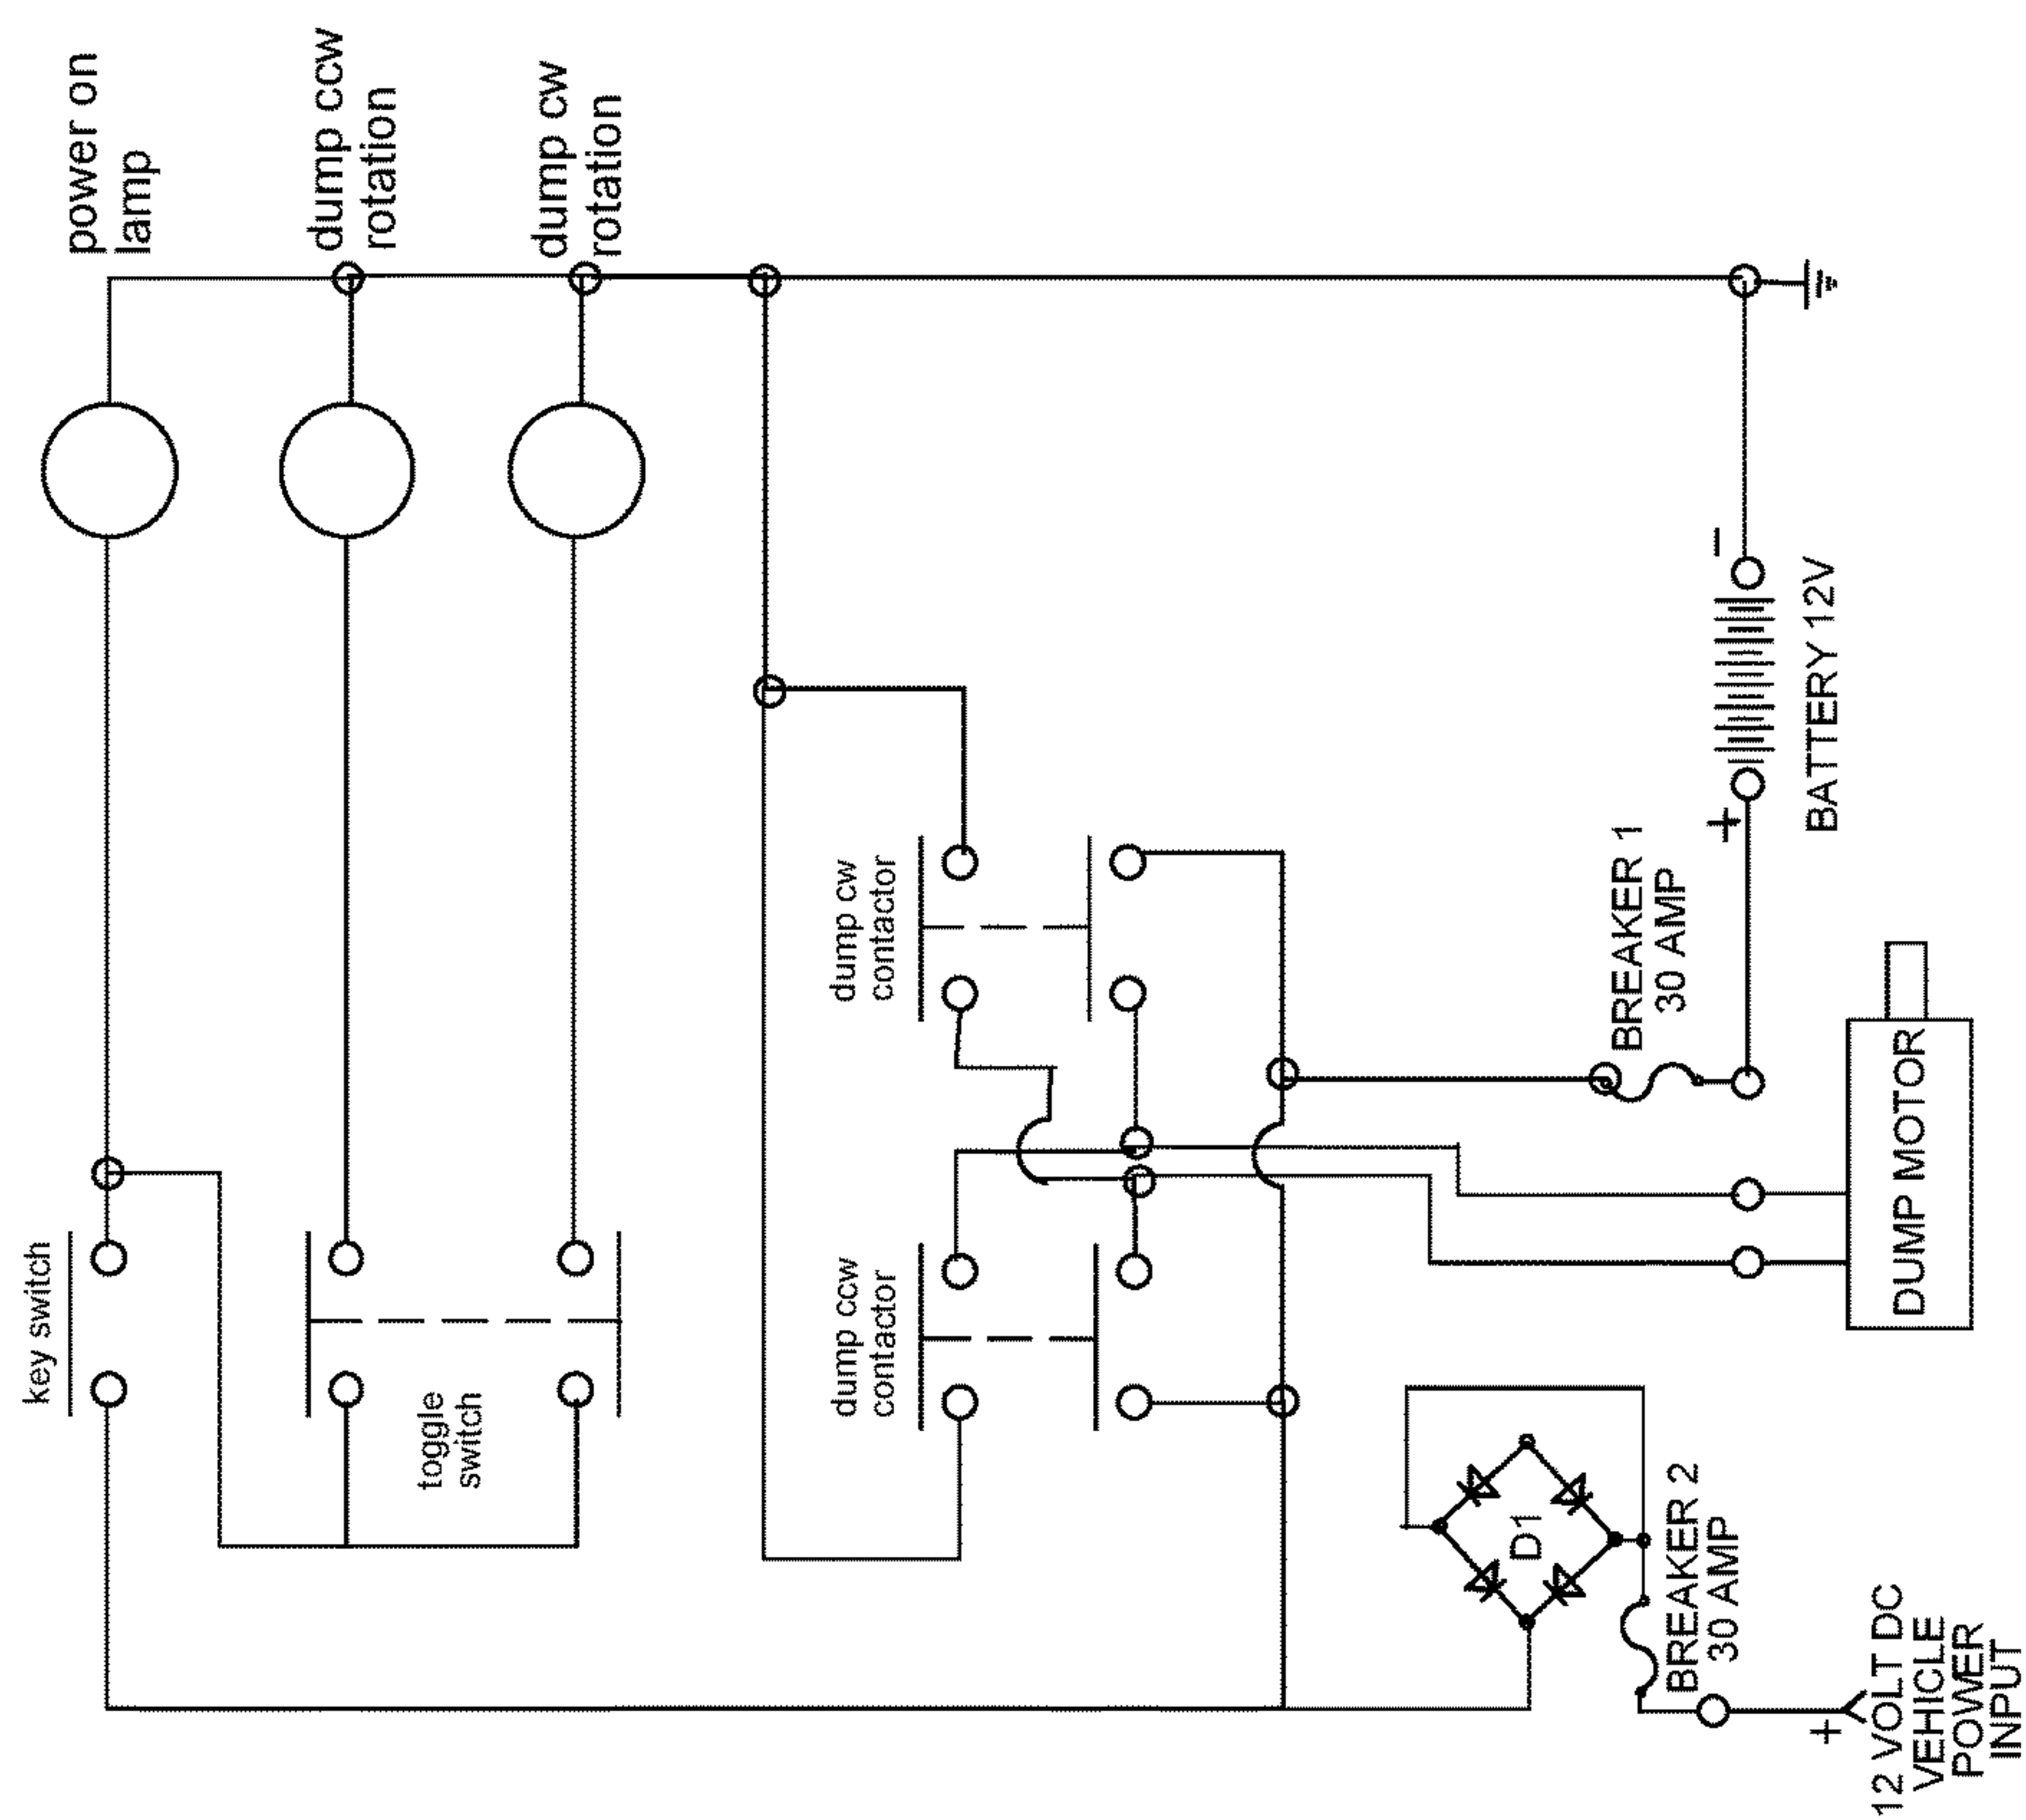 power on
lamp
dump ccw
rotation
dump cw
rotation
key switch
toggle
switch
dump cw
contactor
dump ccw
contactor
BREAKER 1
30 AMP
+
−
BATTERY 12V
DUMP MOTOR
D1
BREAKER 2
30 AMP
+
12 VOLT DC
VEHICLE
POWER
INPUT